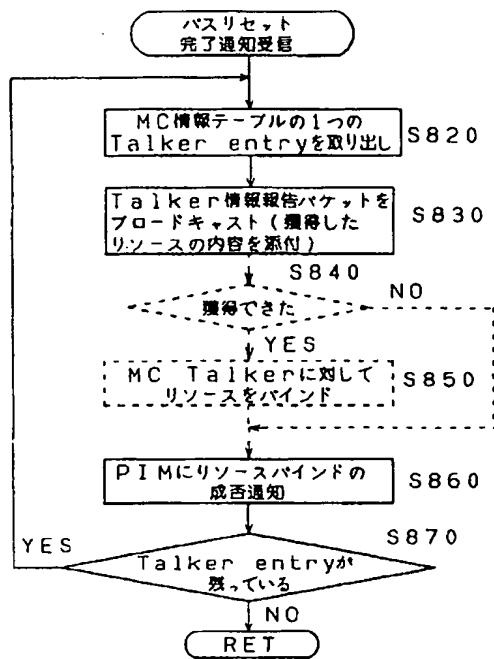 バスリセット
完了通知受信
MC情報テーブルの1つの
Talker entryを取り出し
S820
Talker情報報告パケットを
ブロードキャスト(獲得した
リソースの内容を添付)
S830
S840
獲得できた
NO
YES
MC Talkerに対して
リソースをバインド
S850
PIMにリソースバインドの
成否通知
S860
S870
YES
Talker entryが
残っている
NO
RET